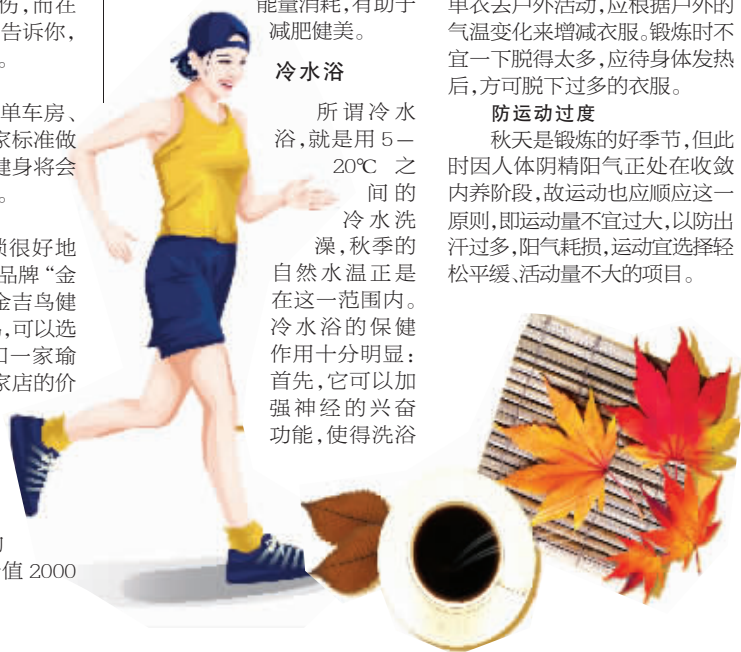 伤,而在
告诉你,
。
单车房、
家标准做
健身将会
。
锁很好地
品牌“金
金吉鸟健
,可以选
一家瑜
家店的价
值 2000
能量消耗,有助于
减肥健美。
冷水浴
所谓冷水
浴,就是用 5—
20℃ 之
间的
冷水洗
澡,秋季的
自然水温正是
在这一范围内。
冷水浴的保健
作用十分明显:
首先,它可以加
强神经的兴奋
功能,使得洗浴
单衣去户外活动,应根据户外的
气温变化来增减衣服。锻炼时不
宜一下脱得太多,应待身体发热
后,方可脱下过多的衣服。
防运动过度
秋天是锻炼的好季节,但此
时因人体阴精阳气正处在收敛
内养阶段,故运动也应顺应这一
原则,即运动量不宜过大,以防出
汗过多,阳气耗损,运动宜选择轻
松平缓、活动量不大的项目。